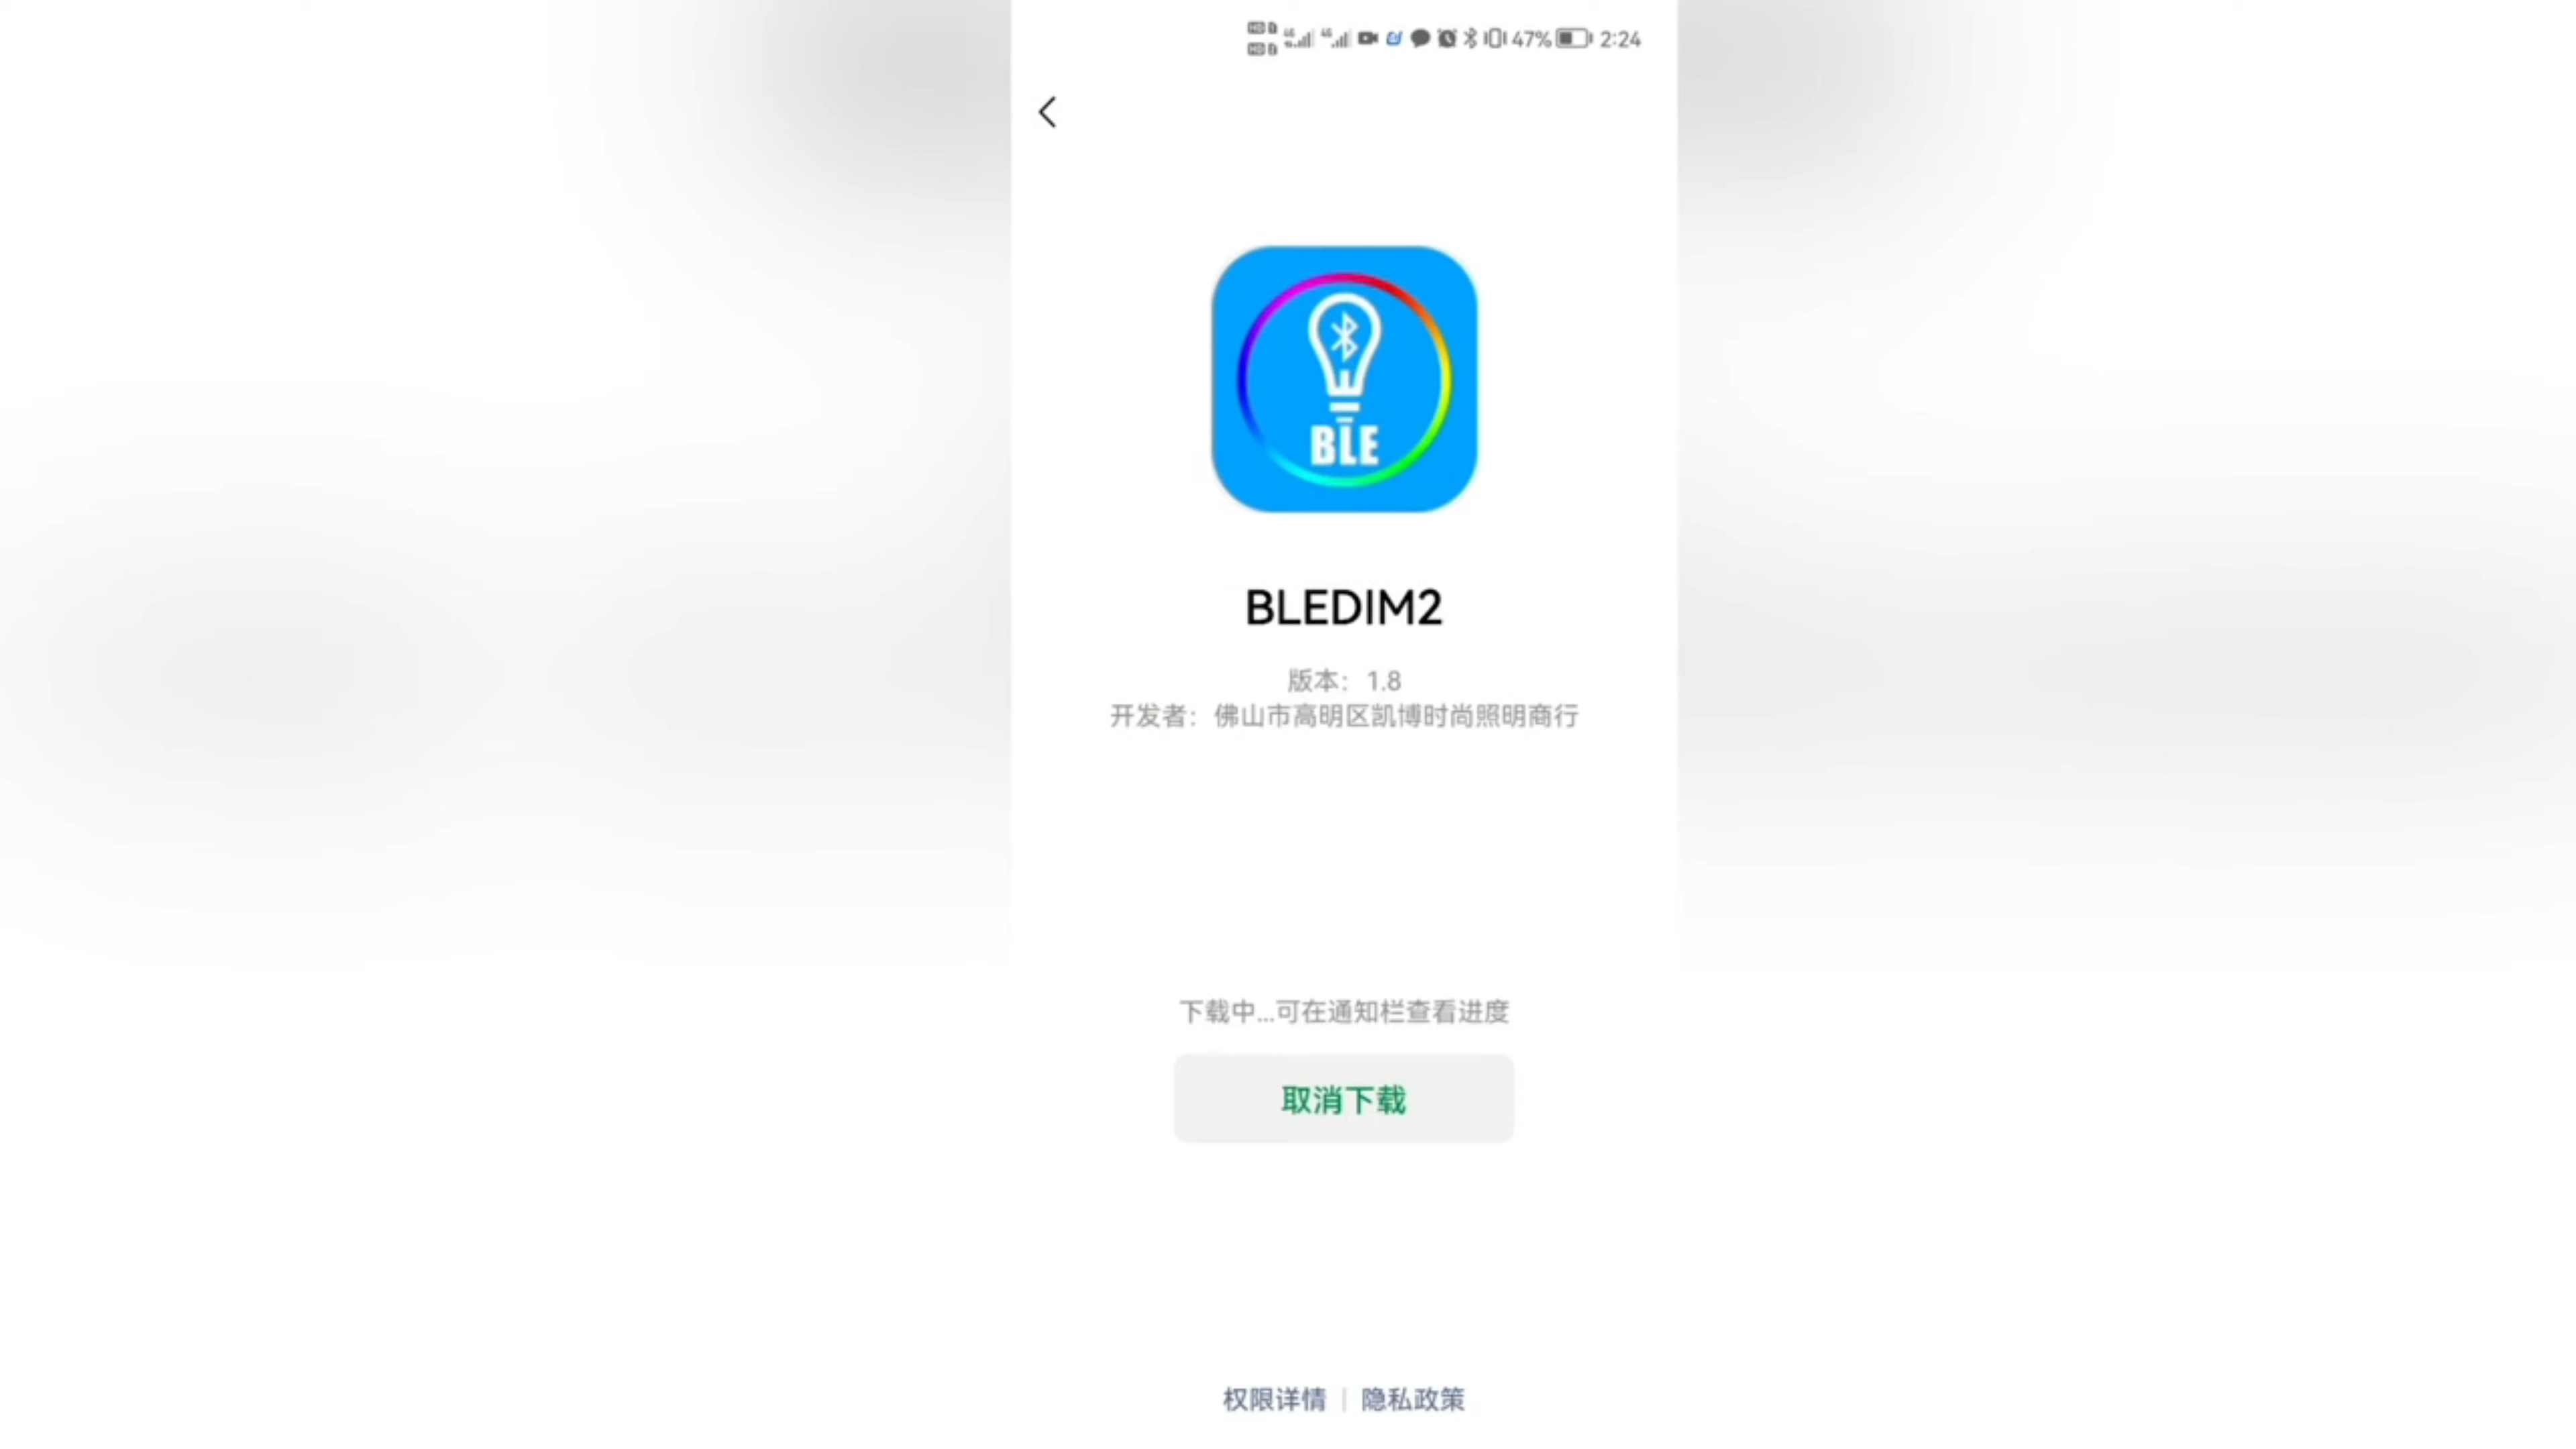 47% 2:24
BLE
BLEDIM2
版本：1.8
开发者：佛山市高明区凯博时尚照明商行
下载中...可在通知栏查看进度
取消下载
权限详情 | 隐私政策